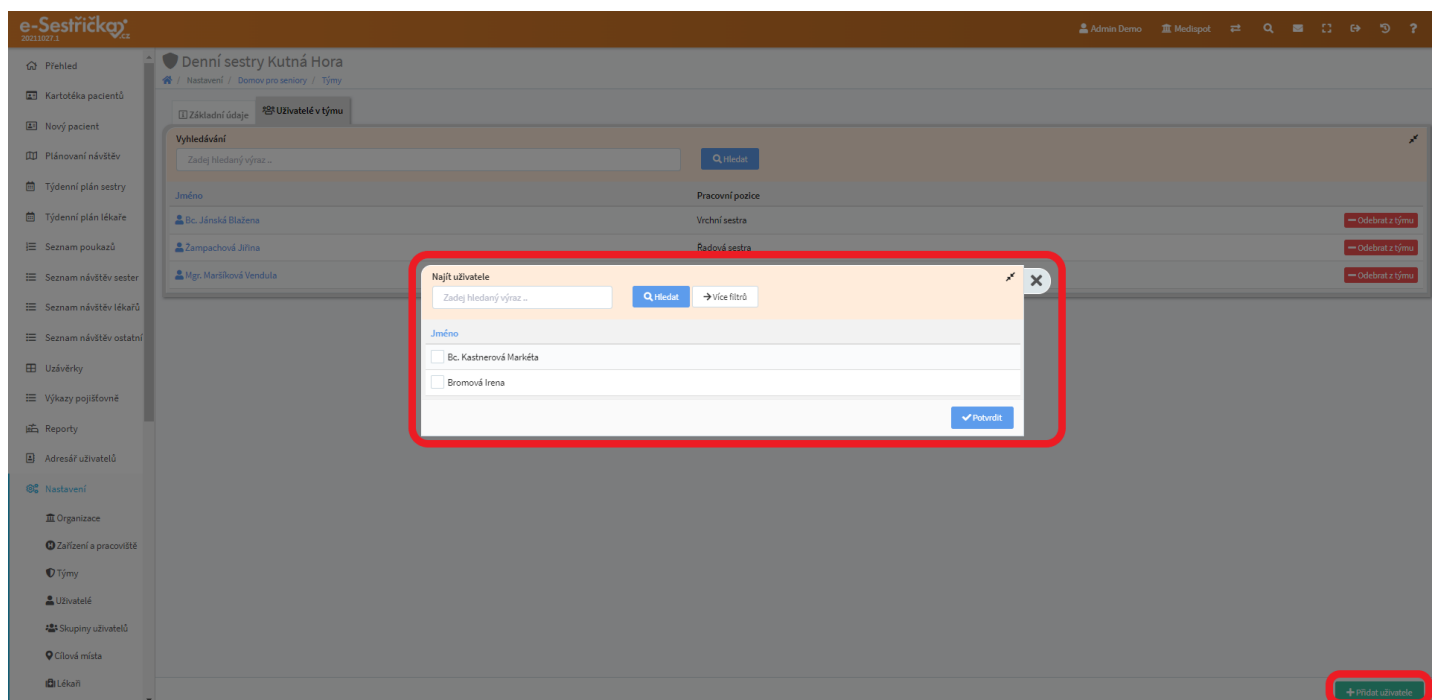 e-Sestřička.cz
20211027.1
Admin Demo Medispot ?
Přehled
Kartotéka pacientů
Nový pacient
Plánovaní návštěv
Týdenní plán sestry
Týdenní plán lékaře
Seznam poukazů
Seznam návštěv sester
Seznam návštěv lékařů
Seznam návštěv ostatní
Uzávěrky
Výkazy pojišťovně
Reporty
Adresář uživatelů
Nastavení
Organizace
Zařízení a pracoviště
Týmy
Uživatelé
Skupiny uživatelů
Cílová místa
Lékaři
Denní sestry Kutná Hora
/ Nastavení / Domov pro seniory / Týmy
Základní údaje Uživatelé v týmu
Vyhledávání
Zadej hledaný výraz .. Hledat
Jméno Pracovní pozice
Bc. Jánská Blažena Vrchní sestra Odebrat z týmu
Žampachová Jiřina Řadová sestra Odebrat z týmu
Mgr. Maršíková Vendula Odebrat z týmu
Najít uživatele
Zadej hledaný výraz .. Hledat Více filtrů
Jméno
Bc. Kastnerová Markéta
Bromová Irena
Potvrdit
Přidat uživatele